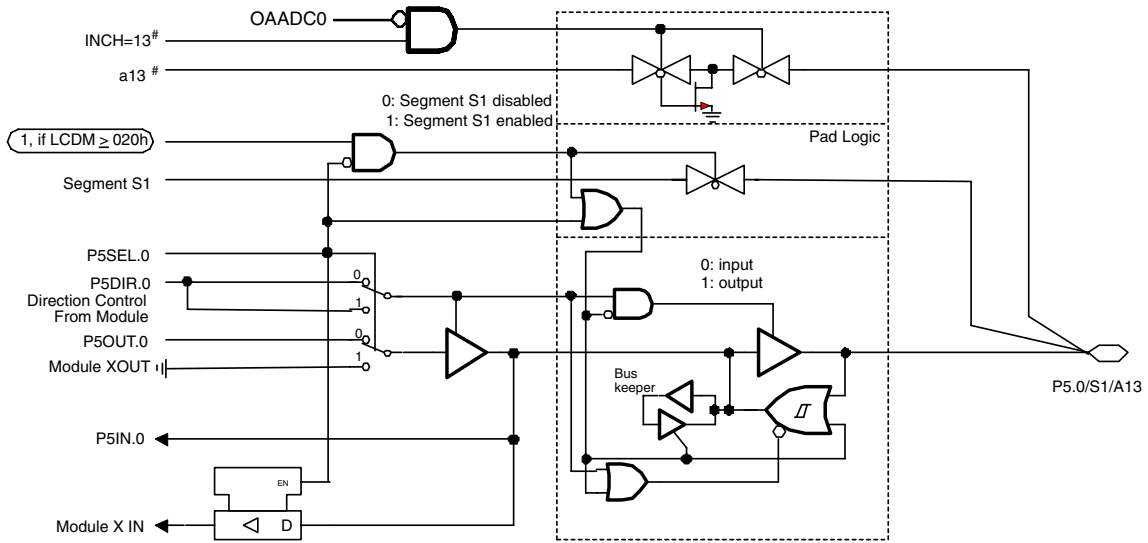 OAADC0
INCH=13#
a13 #
0: Segment S1 disabled
1: Segment S1 enabled
Pad Logic
1, if LCDM ≥ 020h
Segment S1
P5SEL.0
0: input
1: output
P5DIR.0
0
Direction Control
From Module
1
P5OUT.0
0
Module XOUT
1
Bus
keeper
P5.0/S1/A13
P5IN.0
EN
Module X IN
D